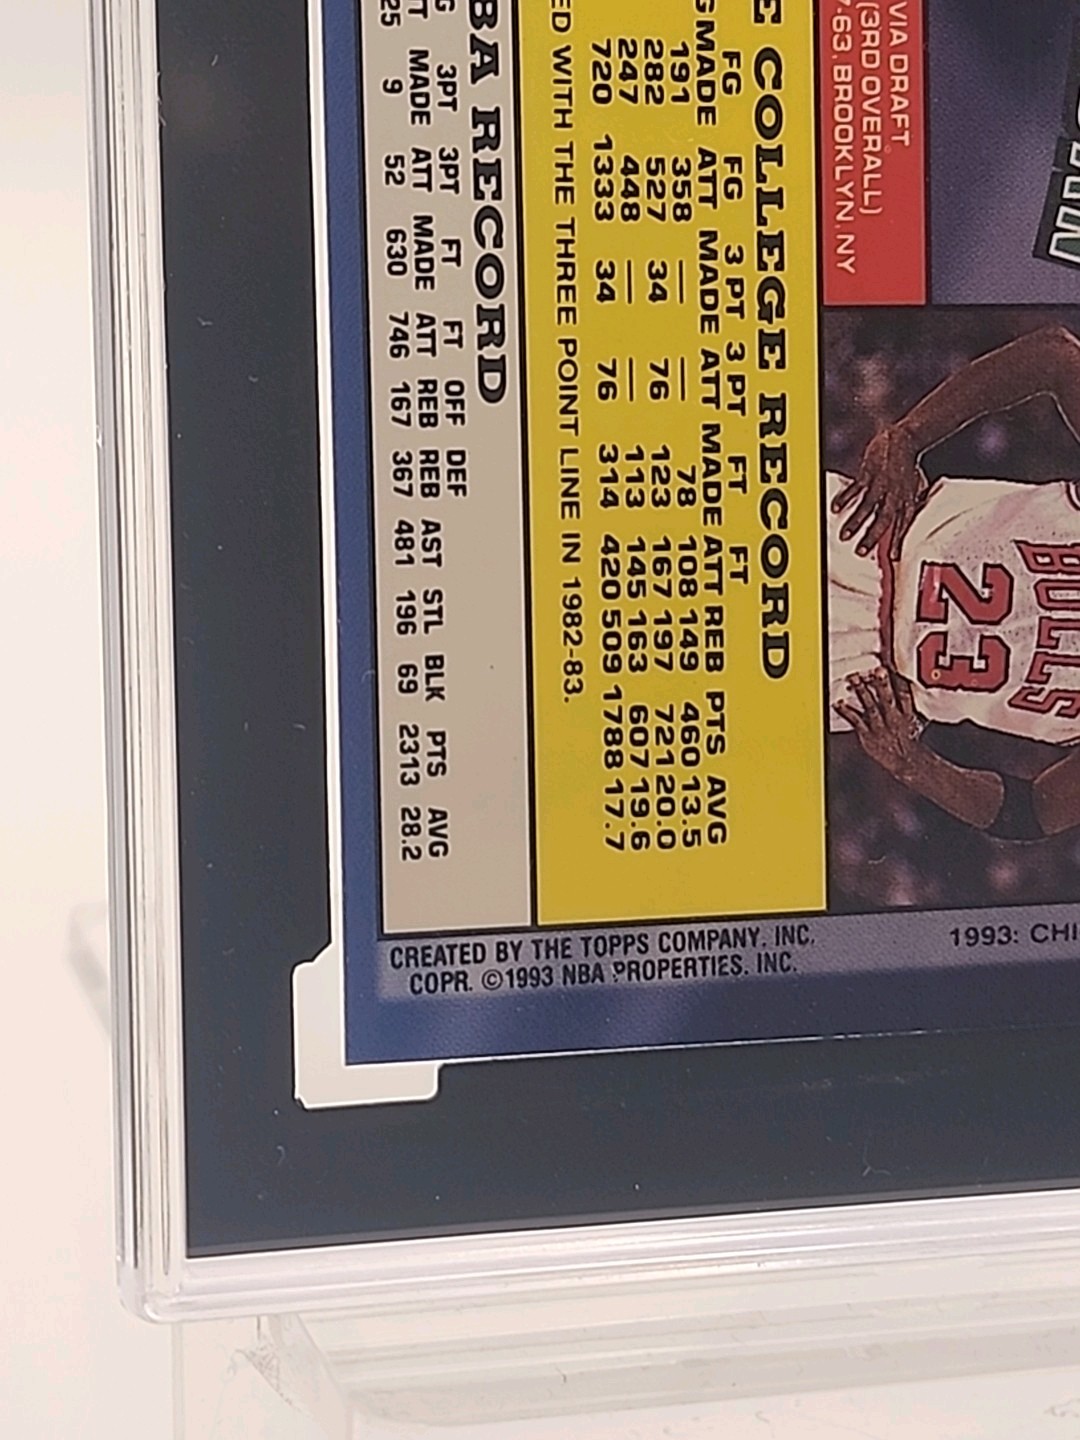 VIA DRAFT
(3RD OVERALL)
7-63, BROOKLYN, NY
BULLS
23
E COLLEGE RECORD
FG FG 3 PT 3 PT FT FT
G MADE ATT MADE ATT MADE ATT REB PTS AVG
191 358 — — 78 108 149 460 13.5
282 527 34 76 123 167 197 721 20.0
247 448 — — 113 145 163 607 19.6
720 1333 34 76 314 420 509 1788 17.7
ED WITH THE THREE POINT LINE IN 1982-83.
BA RECORD
G 3PT 3PT FT FT OFF DEF
T MADE ATT MADE ATT REB REB AST STL BLK PTS AVG
25 9 52 630 746 167 367 481 196 69 2313 28.2
CREATED BY THE TOPPS COMPANY, INC.
COPR. ©1993 NBA PROPERTIES, INC.
1993: CHI